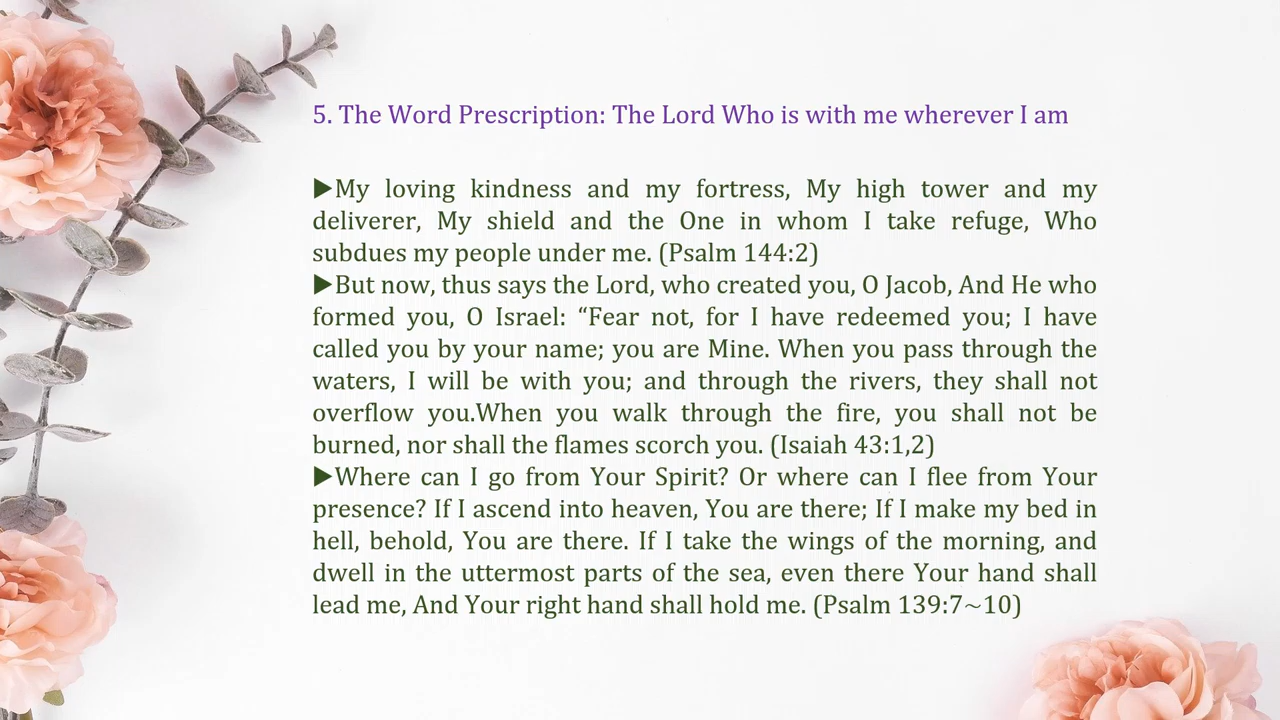 5. The Word Prescription: The Lord Who is with me wherever I am
▶My loving kindness and my fortress, My high tower and my
deliverer, My shield and the One in whom I take refuge, Who
subdues my people under me. (Psalm 144:2)
▶But now, thus says the Lord, who created you, O Jacob, And He who
formed you, O Israel: “Fear not, for I have redeemed you; I have
called you by your name; you are Mine. When you pass through the
waters, I will be with you; and through the rivers, they shall not
overflow you.When you walk through the fire, you shall not be
burned, nor shall the flames scorch you. (Isaiah 43:1,2)
▶Where can I go from Your Spirit? Or where can I flee from Your
presence? If I ascend into heaven, You are there; If I make my bed in
hell, behold, You are there. If I take the wings of the morning, and
dwell in the uttermost parts of the sea, even there Your hand shall
lead me, And Your right hand shall hold me. (Psalm 139:7~10)